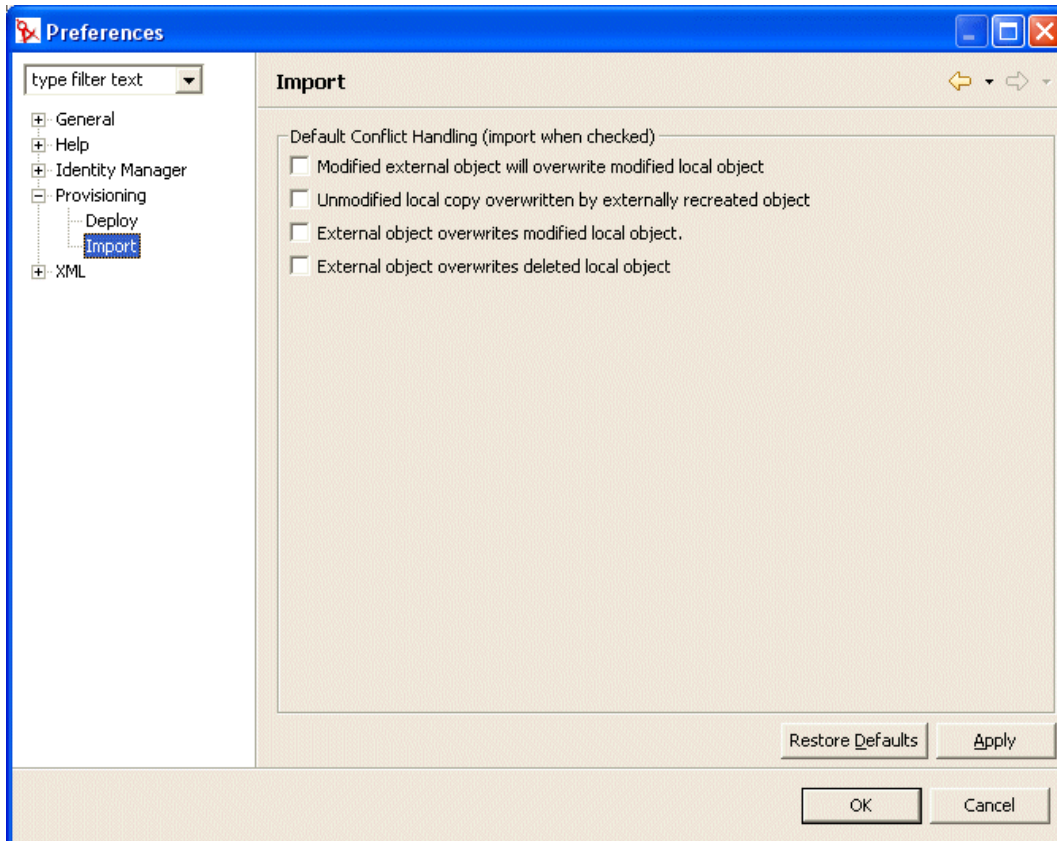 Preferences
type filter text
General
Help
Identity Manager
Provisioning
Deploy
Import
XML
Import
Default Conflict Handling (import when checked)
Modified external object will overwrite modified local object
Unmodified local copy overwritten by externally recreated object
External object overwrites modified local object.
External object overwrites deleted local object
Restore Defaults
Apply
OK
Cancel